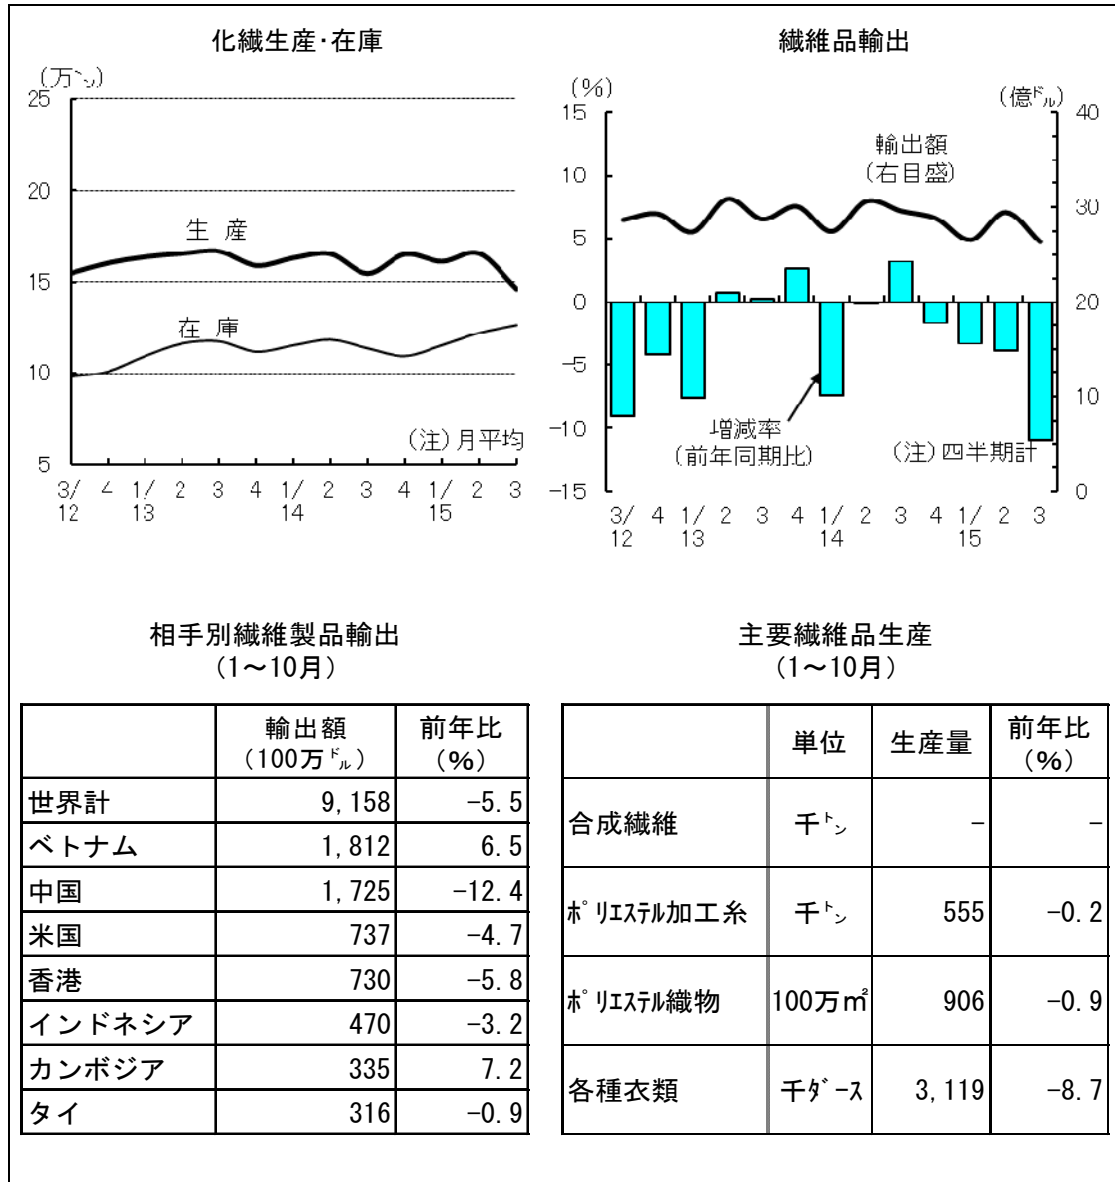 化繊生産･在庫
(万㌧)
25
20
15
10
5
生 産
在 庫
(注)月平均
3/ 4 1/ 2 3 4 1/ 2 3 4 1/ 2 3
12 13 14 15
繊維品輸出
(%)
15
10
5
0
-5
-10
-15
(億㌦)
40
30
20
10
0
輸出額
(右目盛)
増減率
(前年同期比)
(注)四半期計
3/ 4 1/ 2 3 4 1/ 2 3 4 1/ 2 3
12 13 14 15
相手別繊維製品輸出
(1～10月)
輸出額 前年比
(100万㌦) (%)
世界計 9,158 -5.5
ベトナム 1,812 6.5
中国 1,725 -12.4
米国 737 -4.7
香港 730 -5.8
インドネシア 470 -3.2
カンボジア 335 7.2
タイ 316 -0.9
主要繊維品生産
(1～10月)
単位 生産量 前年比
(%)
合成繊維 千㌧ - -
ﾎﾟﾘｴｽﾃﾙ加工糸 千㌧ 555 -0.2
ﾎﾟﾘｴｽﾃﾙ織物 100万㎡ 906 -0.9
各種衣類 千ﾀﾞｰｽ 3,119 -8.7